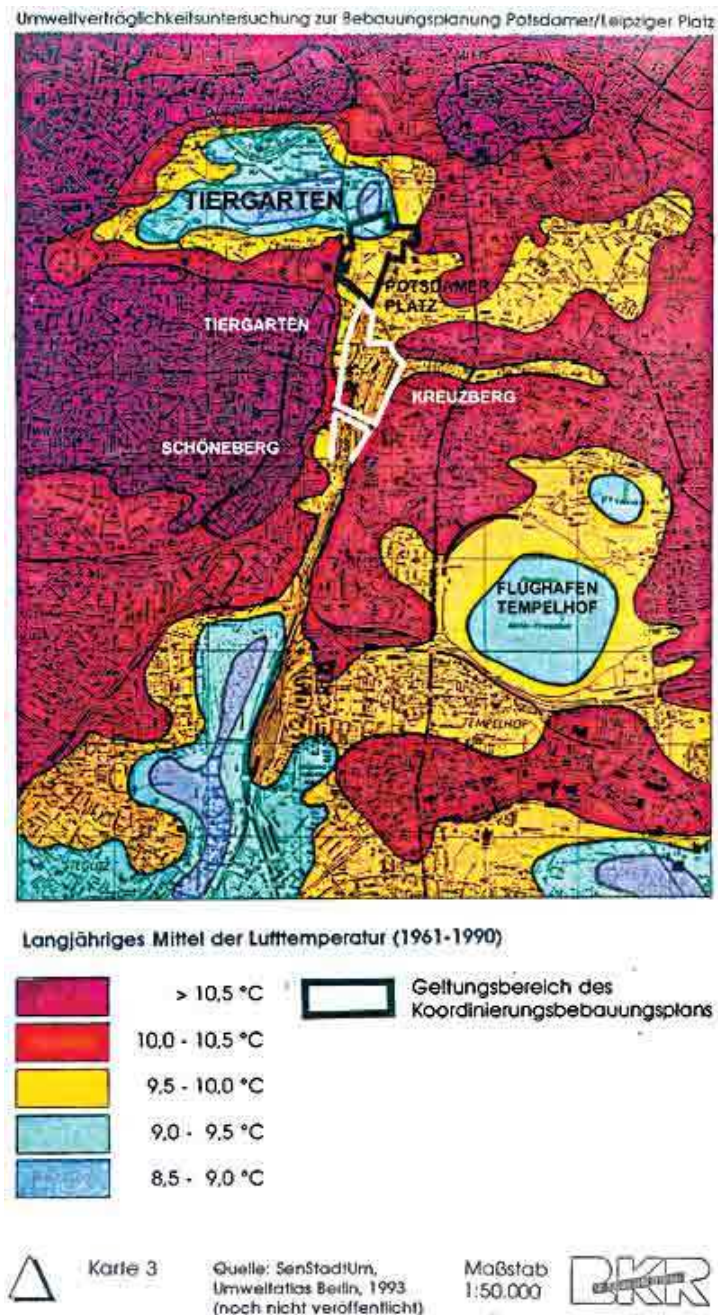 Umweltverträglichkeitsuntersuchung zur Bebauungsplanung Potsdamer/Leipziger Platz
TIERGARTEN
POTSDAMER
PLATZ
TIERGARTEN
KREUZBERG
SCHÖNEBERG
FLUGHAFEN
TEMPELHOF
TEMPELHOF
STEGLITZ
Langjähriges Mittel der Lufttemperatur (1961-1990)
> 10,5 °C
10,0 - 10,5 °C
9,5 - 10,0 °C
9,0 - 9,5 °C
8,5 - 9,0 °C
Geltungsbereich des
Koordinierungsbebauungsplans
Karte 3
Quelle: SenStadtUm,
Umweltatlas Berlin, 1993
(noch nicht veröffentlicht)
Maßstab
1:50.000
BKR